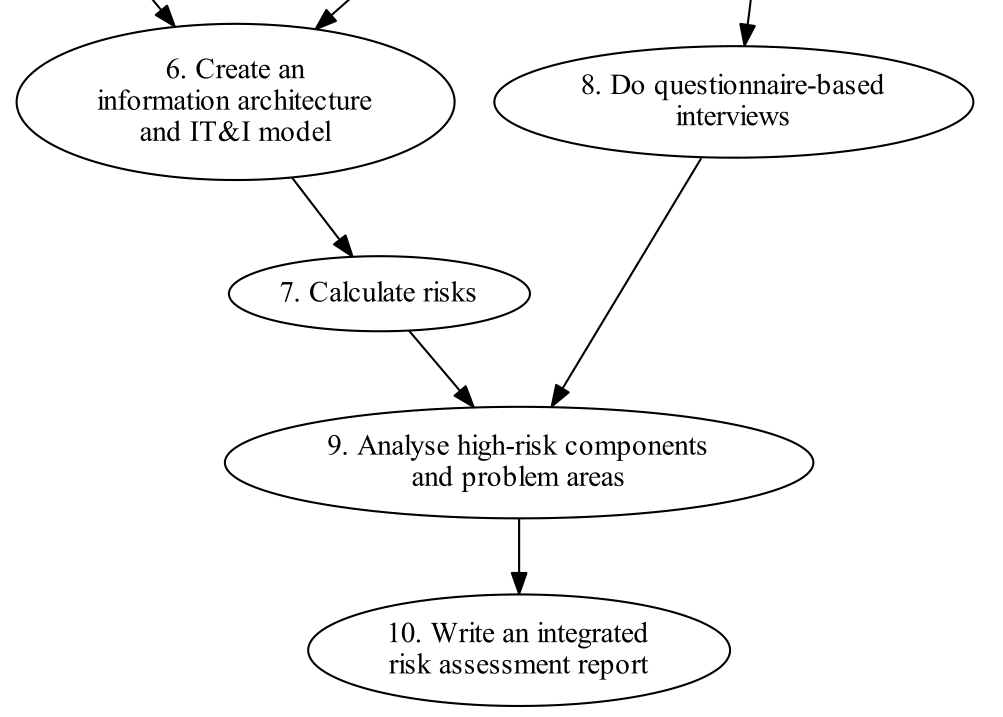 6. Create an
information architecture
and IT&I model
8. Do questionnaire-based
interviews
7. Calculate risks
9. Analyse high-risk components
and problem areas
10. Write an integrated
risk assessment report